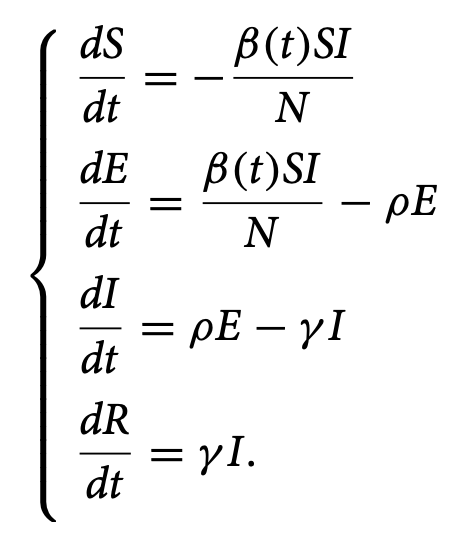 dS/dt = −β(t)SI/N
dE/dt = β(t)SI/N − ρE
dI/dt = ρE − γI
dR/dt = γI.